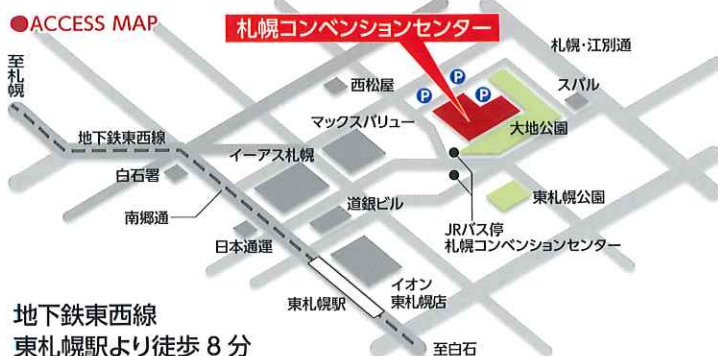 ●ACCESS MAP
札幌コンベンションセンター
札幌・江別通
至札幌
西松屋
スバル
P
P
P
マックスバリュー
大地公園
地下鉄東西線
イーアス札幌
白石署
東札幌公園
道銀ビル
南郷通
JRバス停
札幌コンベンションセンター
日本通運
イオン
東札幌店
東札幌駅
地下鉄東西線
東札幌駅より徒歩 8 分
至白石